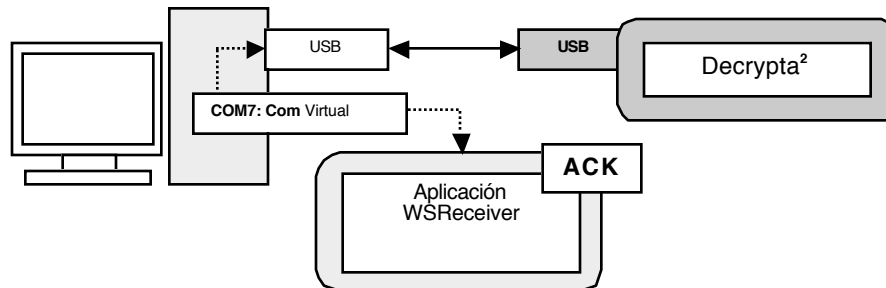 USB
USB
Decrypta²
COM7: Com Virtual
ACK
Aplicación
WSReceiver